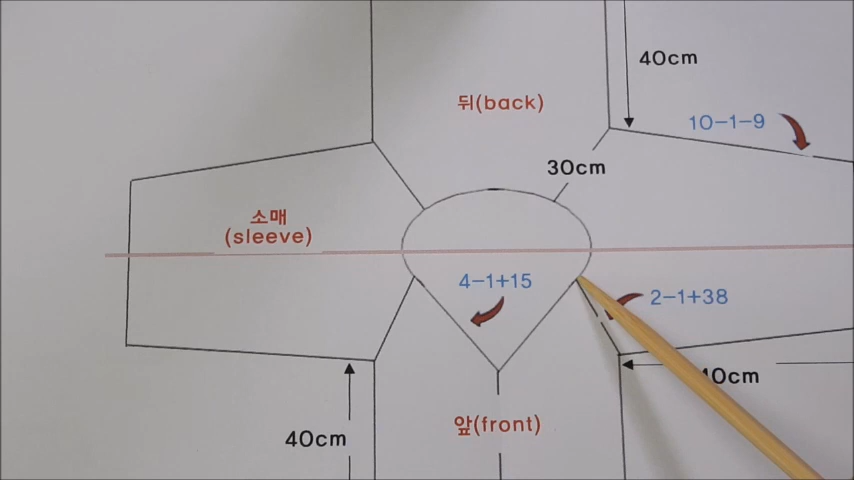 40cm
뒤(back)
10-1-9
30cm
소매
(sleeve)
4-1+15
2-1+38
40cm
앞(front)
40cm